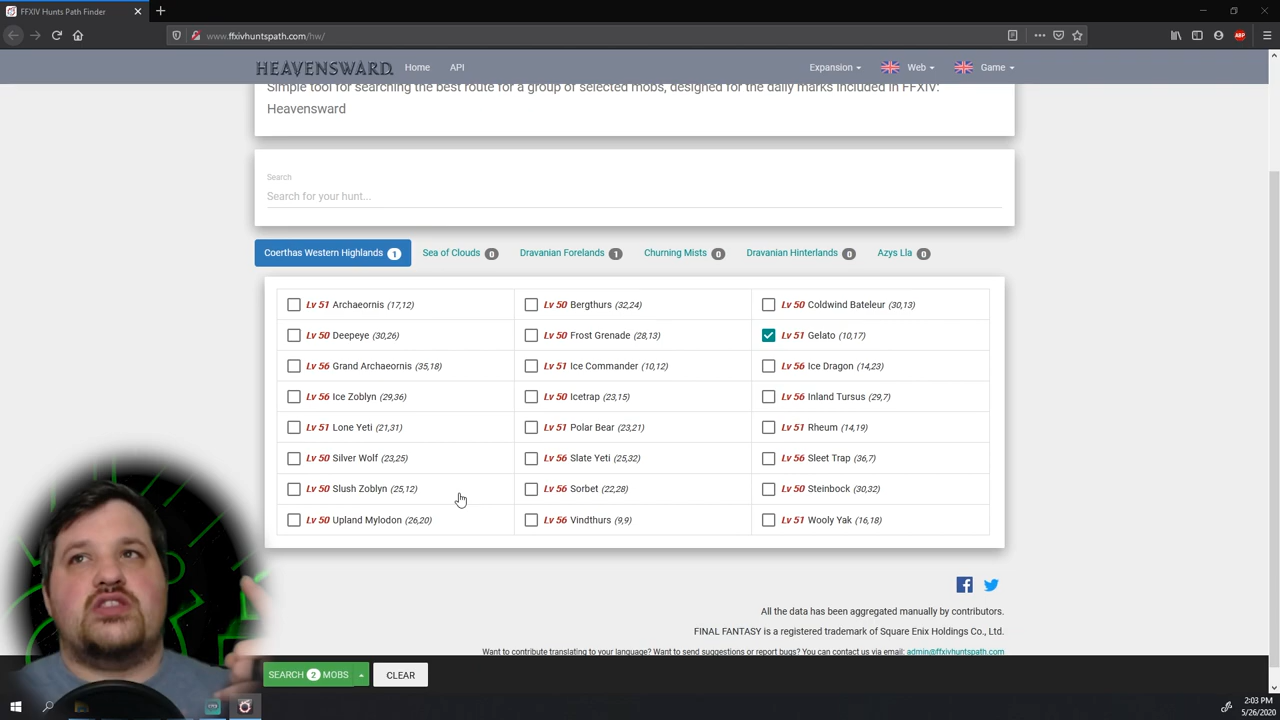 FFXIV Hunts Path Finder
www.ffxivhuntspath.com/hw/
ABP
HEAVENSWARD Home API Expansion Web Game
Simple tool for searching the best route for a group of selected mobs, designed for the daily marks included in FFXIV:
Heavensward
Search
Search for your hunt...
Coerthas Western Highlands 1 Sea of Clouds 0 Dravanian Forelands 1 Churning Mists 0 Dravanian Hinterlands 0 Azys Lla 0
Lv 51 Archaeornis (17,12) Lv 50 Bergthurs (32,24) Lv 50 Coldwind Bateleur (30,13)
Lv 50 Deepeye (30,26) Lv 50 Frost Grenade (28,13) Lv 51 Gelato (10,17)
Lv 56 Grand Archaeornis (35,18) Lv 51 Ice Commander (10,12) Lv 56 Ice Dragon (14,23)
Lv 56 Ice Zoblyn (29,36) Lv 50 Icetrap (23,15) Lv 56 Inland Tursus (29,7)
Lv 51 Lone Yeti (21,31) Lv 51 Polar Bear (23,21) Lv 51 Rheum (14,19)
Lv 50 Silver Wolf (23,25) Lv 56 Slate Yeti (25,32) Lv 56 Sleet Trap (36,7)
Lv 50 Slush Zoblyn (25,12) Lv 56 Sorbet (22,28) Lv 50 Steinbock (30,32)
Lv 50 Upland Mylodon (26,20) Lv 56 Vindthurs (9,9) Lv 51 Wooly Yak (16,18)
All the data has been aggregated manually by contributors.
FINAL FANTASY is a registered trademark of Square Enix Holdings Co., Ltd.
Want to contribute translating to your language? Want to send suggestions or report bugs? You can contact us via email: admin@ffxivhuntspath.com
SEARCH 2 MOBS CLEAR
2:03 PM
5/26/2020